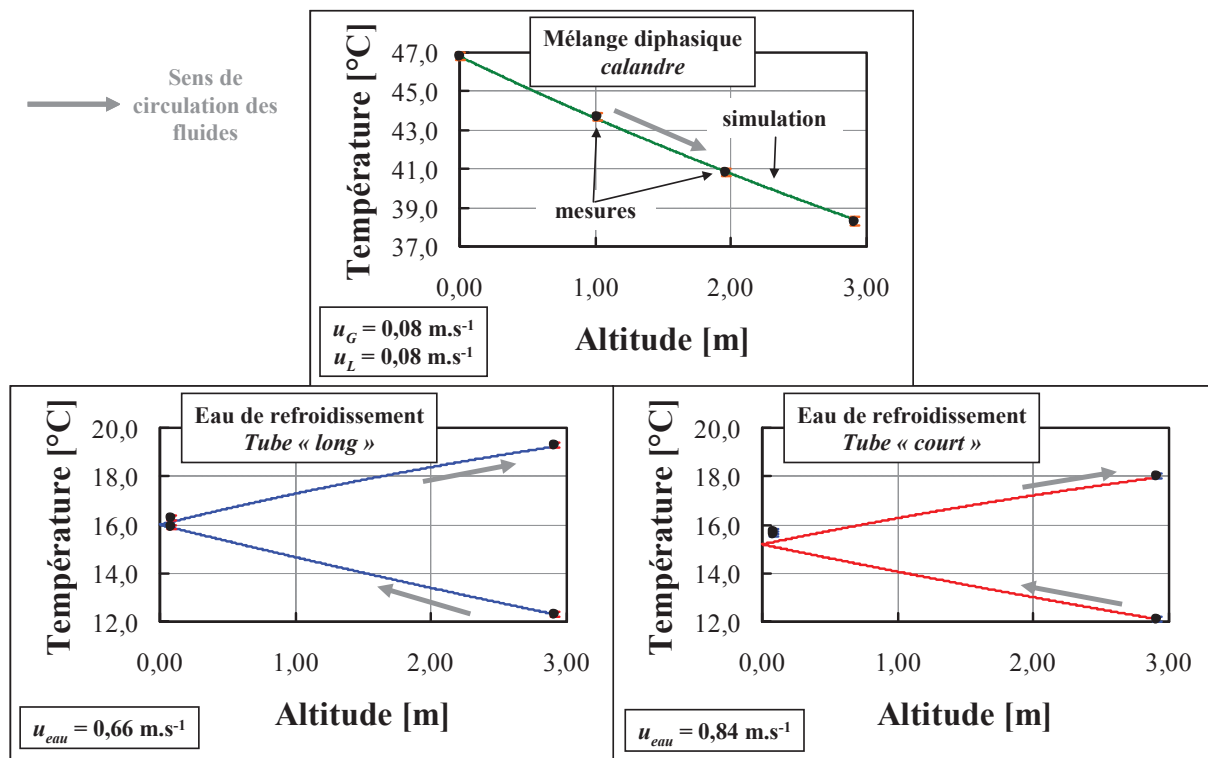 Sens de
circulation des
fluides
Température [°C]
47,0
45,0
43,0
41,0
39,0
37,0
Mélange diphasique
calandre
simulation
mesures
0,00 1,00 2,00 3,00
Altitude [m]
u_G = 0,08 m.s⁻¹
u_L = 0,08 m.s⁻¹
Température [°C]
20,0
18,0
16,0
14,0
12,0
Eau de refroidissement
Tube « long »
0,00 1,00 2,00 3,00
Altitude [m]
u_eau = 0,66 m.s⁻¹
Température [°C]
20,0
18,0
16,0
14,0
12,0
Eau de refroidissement
Tube « court »
0,00 1,00 2,00 3,00
Altitude [m]
u_eau = 0,84 m.s⁻¹